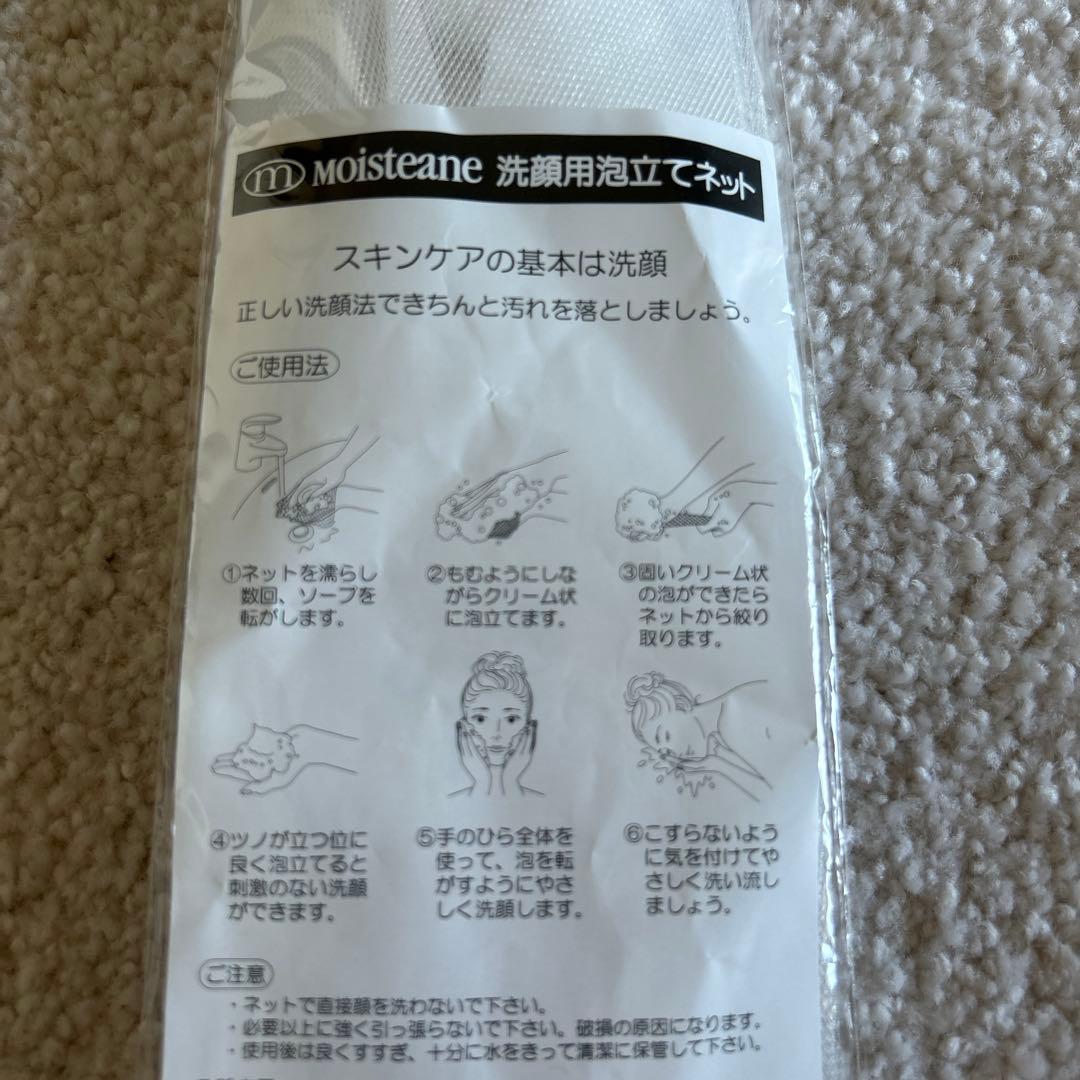 m Moisteane 洗顔用泡立てネット
スキンケアの基本は洗顔
正しい洗顔法できちんと汚れを落としましょう。
ご使用法
①ネットを濡らし
数回、ソープを
転がします。
②もむようにしな
がらクリーム状
に泡立てます。
③固いクリーム状
の泡ができたら
ネットから絞り
取ります。
④ツノが立つ位に
良く泡立てると
刺激のない洗顔
ができます。
⑤手のひら全体を
使って、泡を転
がすようにやさ
しく洗顔します。
⑥こすらないよう
に気を付けてや
さしく洗い流し
ましょう。
ご注意
・ネットで直接顔を洗わないで下さい。
・必要以上に強く引っ張らないで下さい。破損の原因になります。
・使用後は良くすすぎ、十分に水をきって清潔に保管して下さい。